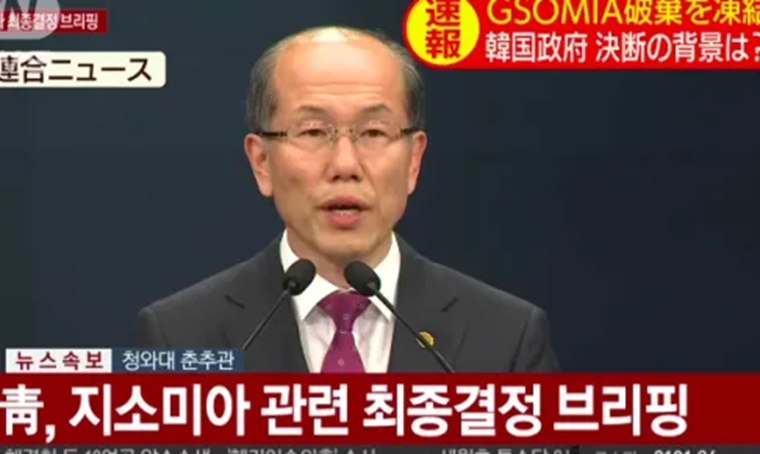 최종결정 브리핑
速報
GSOMIA破棄を凍結
韓国政府 決断の背景は?
連合ニュース
뉴스속보 청와대 춘추관
靑, 지소미아 관련 최종결정 브리핑